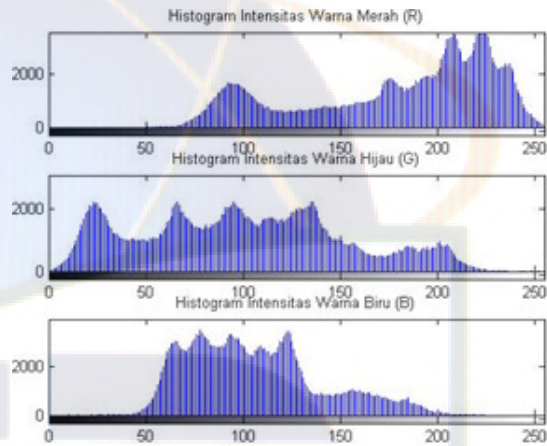 Histogram Intensitas Warna Merah (R)
2000
0
0 50 100 150 200 250
Histogram Intensitas Warna Hijau (G)
2000
0
0 50 100 150 200 250
Histogram Intensitas Warna Biru (B)
2000
0
0 50 100 150 200 250